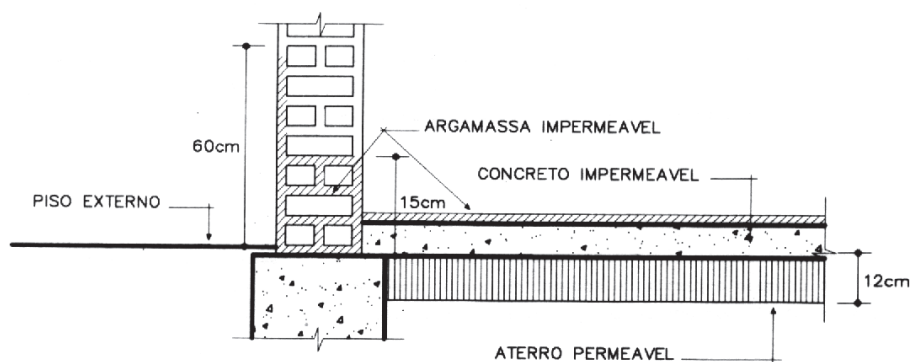 ARGAMASSA IMPERMEAVEL
60cm
CONCRETO IMPERMEAVEL
PISO EXTERNO
15cm
12cm
ATERRO PERMEAVEL